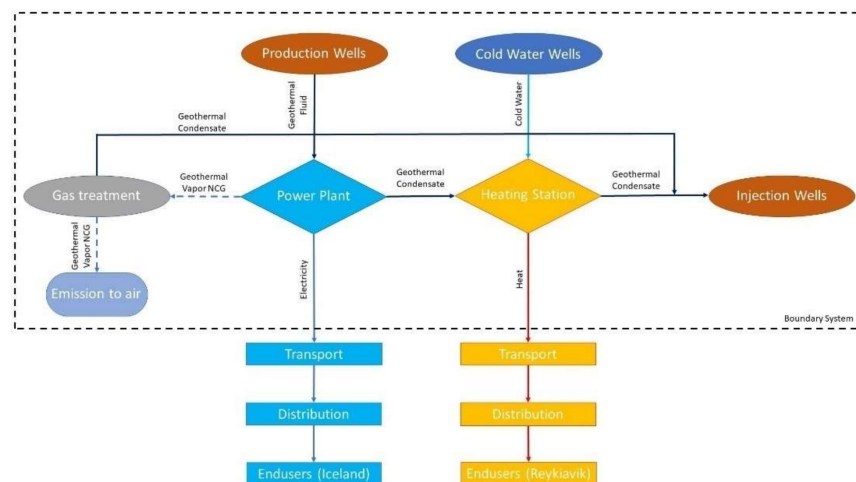 Production Wells
Cold Water Wells
Geothermal
Fluid
Cold Water
Geothermal
Condensate
Geothermal
Vapor NCG
Geothermal
Condensate
Geothermal
Condensate
Gas treatment
Power Plant
Heating Station
Injection Wells
Geothermal
Vapor NCG
Emission to air
Electricity
Heat
Boundary System
Transport
Transport
Distribution
Distribution
Endusers (Iceland)
Endusers (Reykiavik)